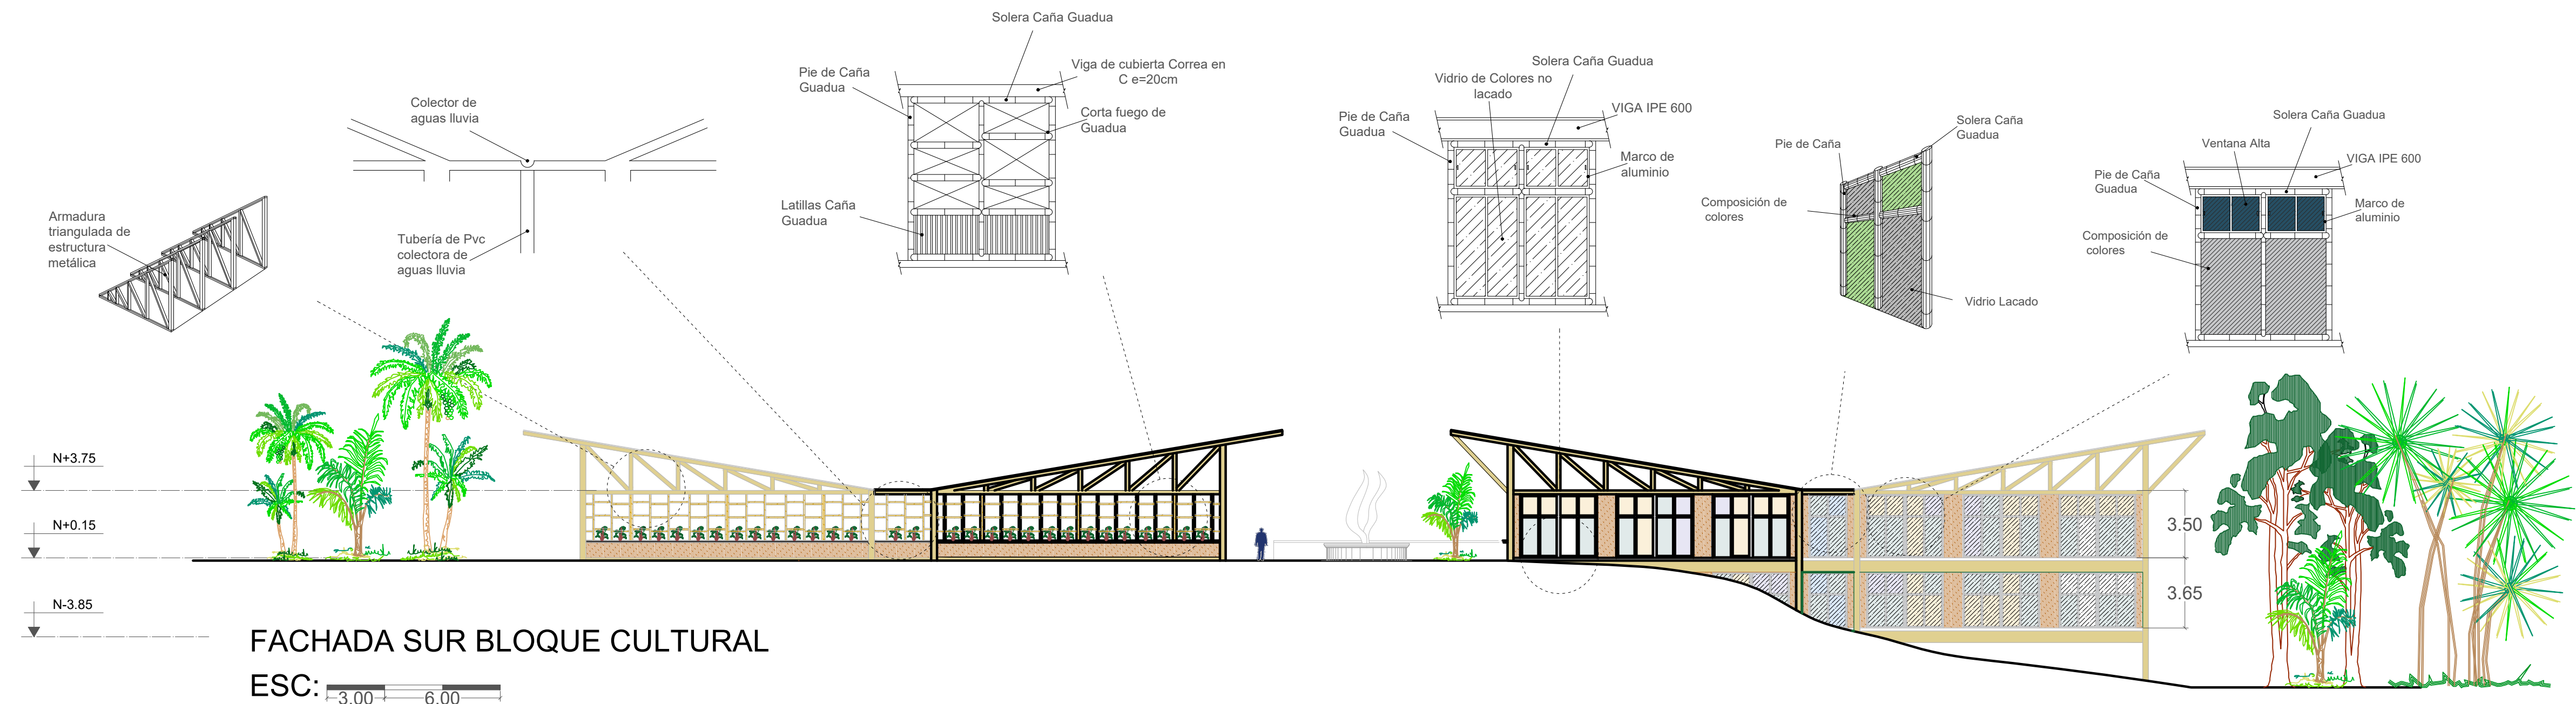 Armadura
triangulada de
estructura
metálica
Colector de
aguas lluvia
Tubería de Pvc
colectora de
aguas lluvia
Solera Caña Guadua
Pie de Caña
Guadua
Viga de cubierta Correa en
C e=20cm
Corta fuego de
Guadua
Latillas Caña
Guadua
Solera Caña Guadua
Vidrio de Colores no
lacado
VIGA IPE 600
Pie de Caña
Guadua
Marco de
aluminio
Solera Caña
Guadua
Pie de Caña
Composición de
colores
Vidrio Lacado
Solera Caña Guadua
Ventana Alta
VIGA IPE 600
Pie de Caña
Guadua
Marco de
aluminio
Composición de
colores
N+3.75
N+0.15
N-3.85
3.50
3.65
FACHADA SUR BLOQUE CULTURAL
ESC:
3.00
6.00